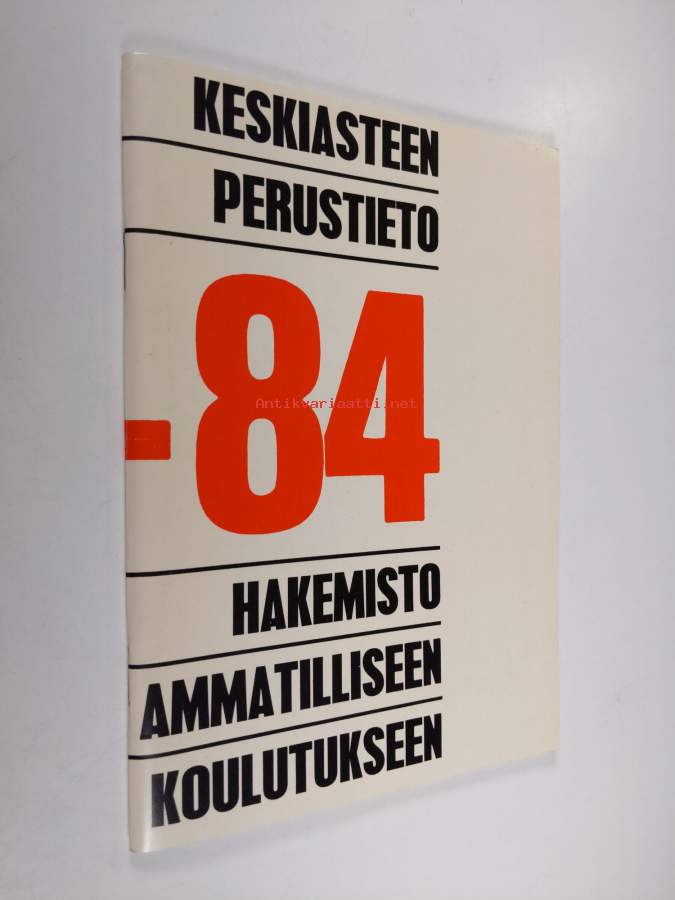 KESKIASTEEN
PERUSTIETO
-84
Antikvariaatti.net
HAKEMISTO
AMMATILLISEEN
KOULUTUKSEEN